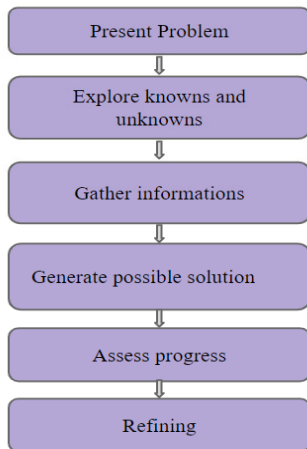 Present Problem
Explore knowns and
unknowns
Gather informations
Generate possible solution
Assess progress
Refining